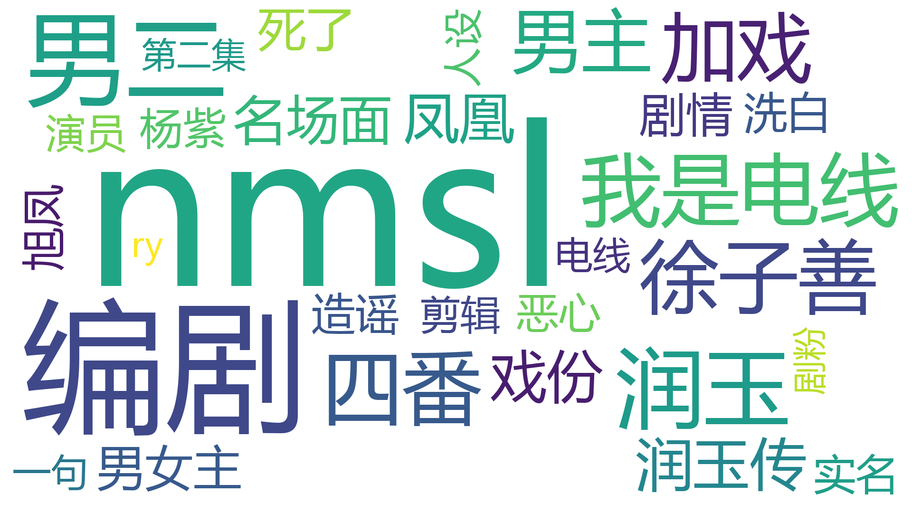 男二
第二集
死了
人设
男主
加戏
演员
杨紫
名场面
凤凰
剧情
洗白
nmsl
我是电线
旭凤
ry
电线
徐子善
编剧
造谣
剪辑
恶心
四番
戏份
润玉
剧粉
一句
男女主
润玉传
实名